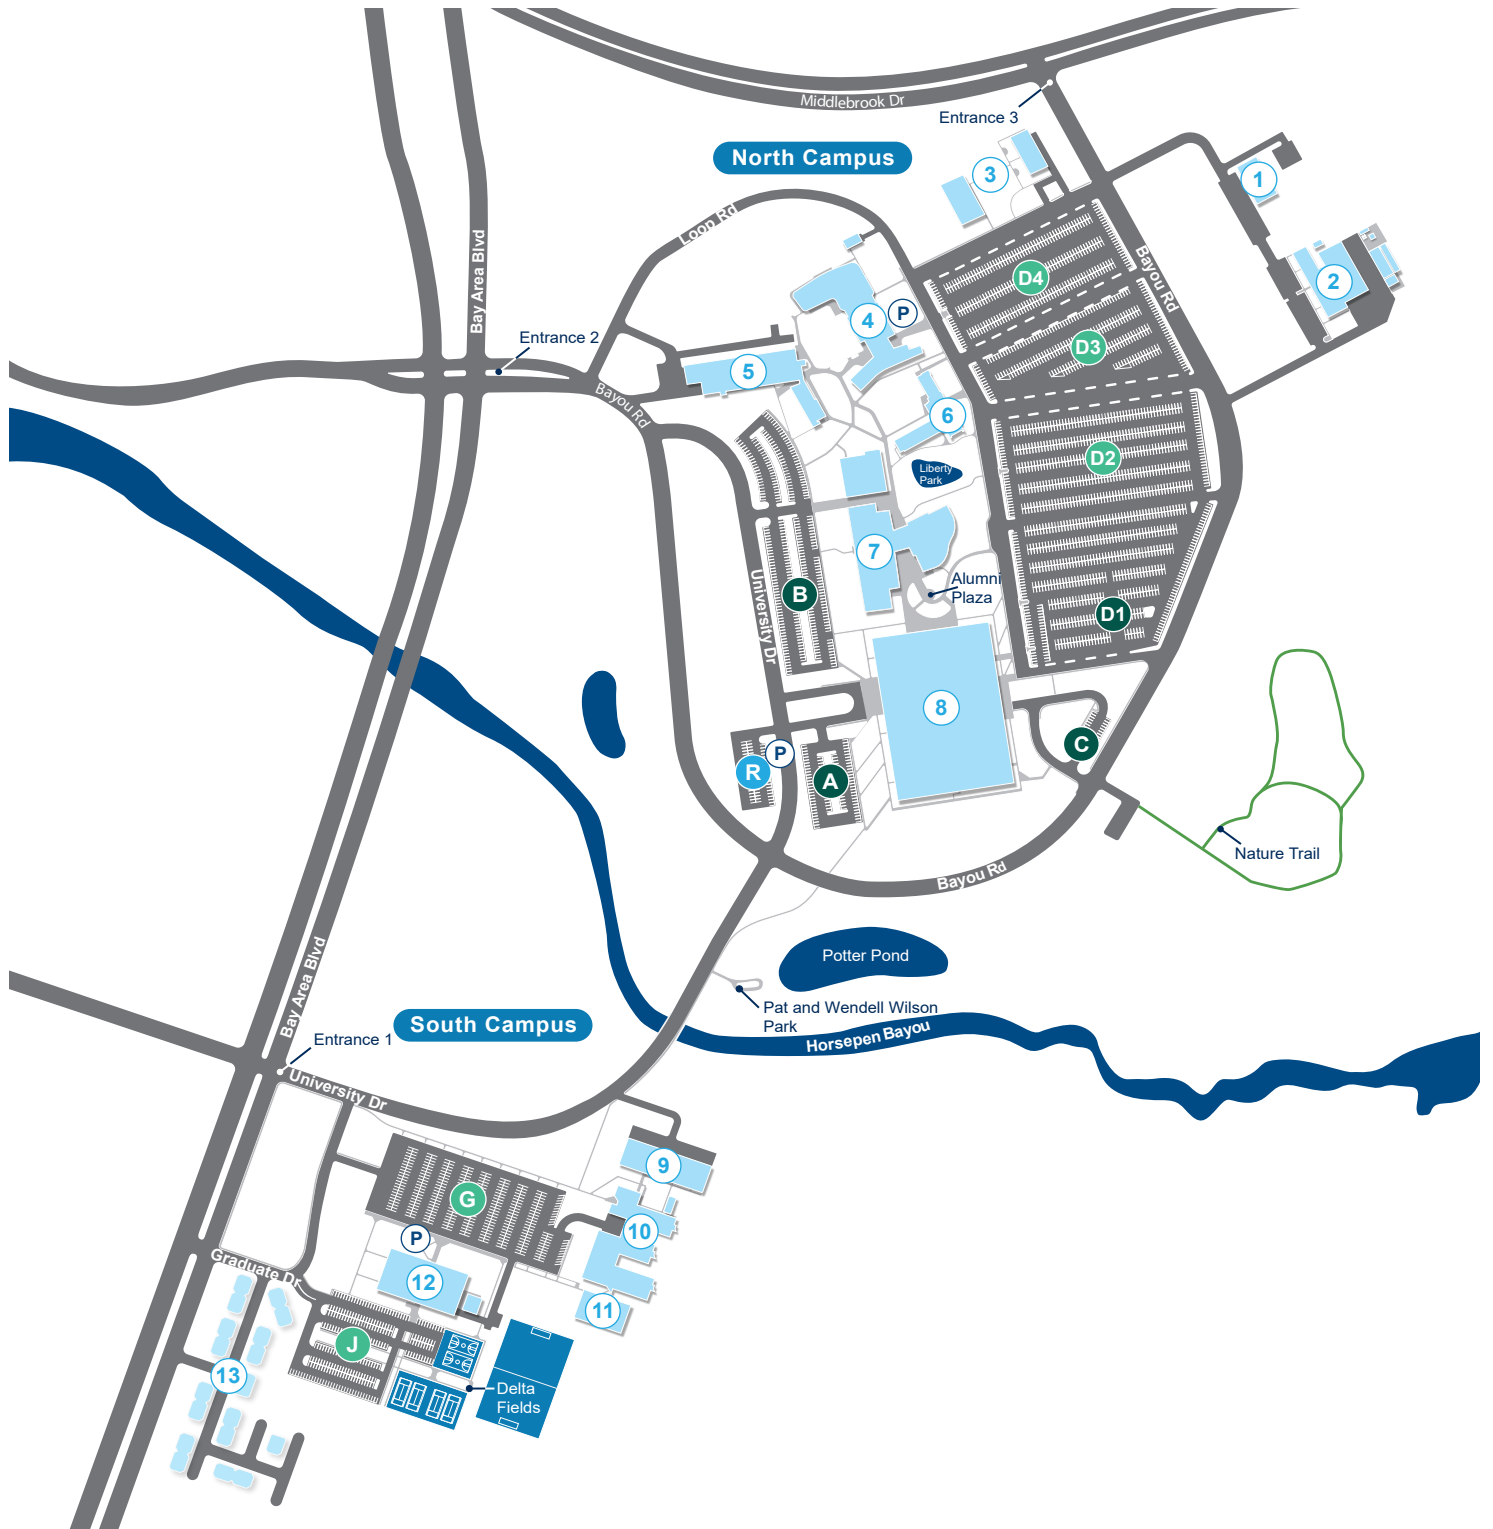 Middlebrook Dr
Entrance 3
North Campus
3
1
Loop Rd
Bay Area Blvd
Bayou Rd
D4
2
4
P
Entrance 2
D3
5
Bayou Rd
6
D2
Liberty
Park
7
University Dr
B
Alumni
Plaza
D1
8
C
P
R
A
Nature Trail
Bayou Rd
Potter Pond
Bay Area Blvd
Pat and Wendell Wilson
Park
South Campus
Horsepen Bayou
Entrance 1
University Dr
9
G
10
P
Graduate Dr
12
11
J
13
Delta
Fields